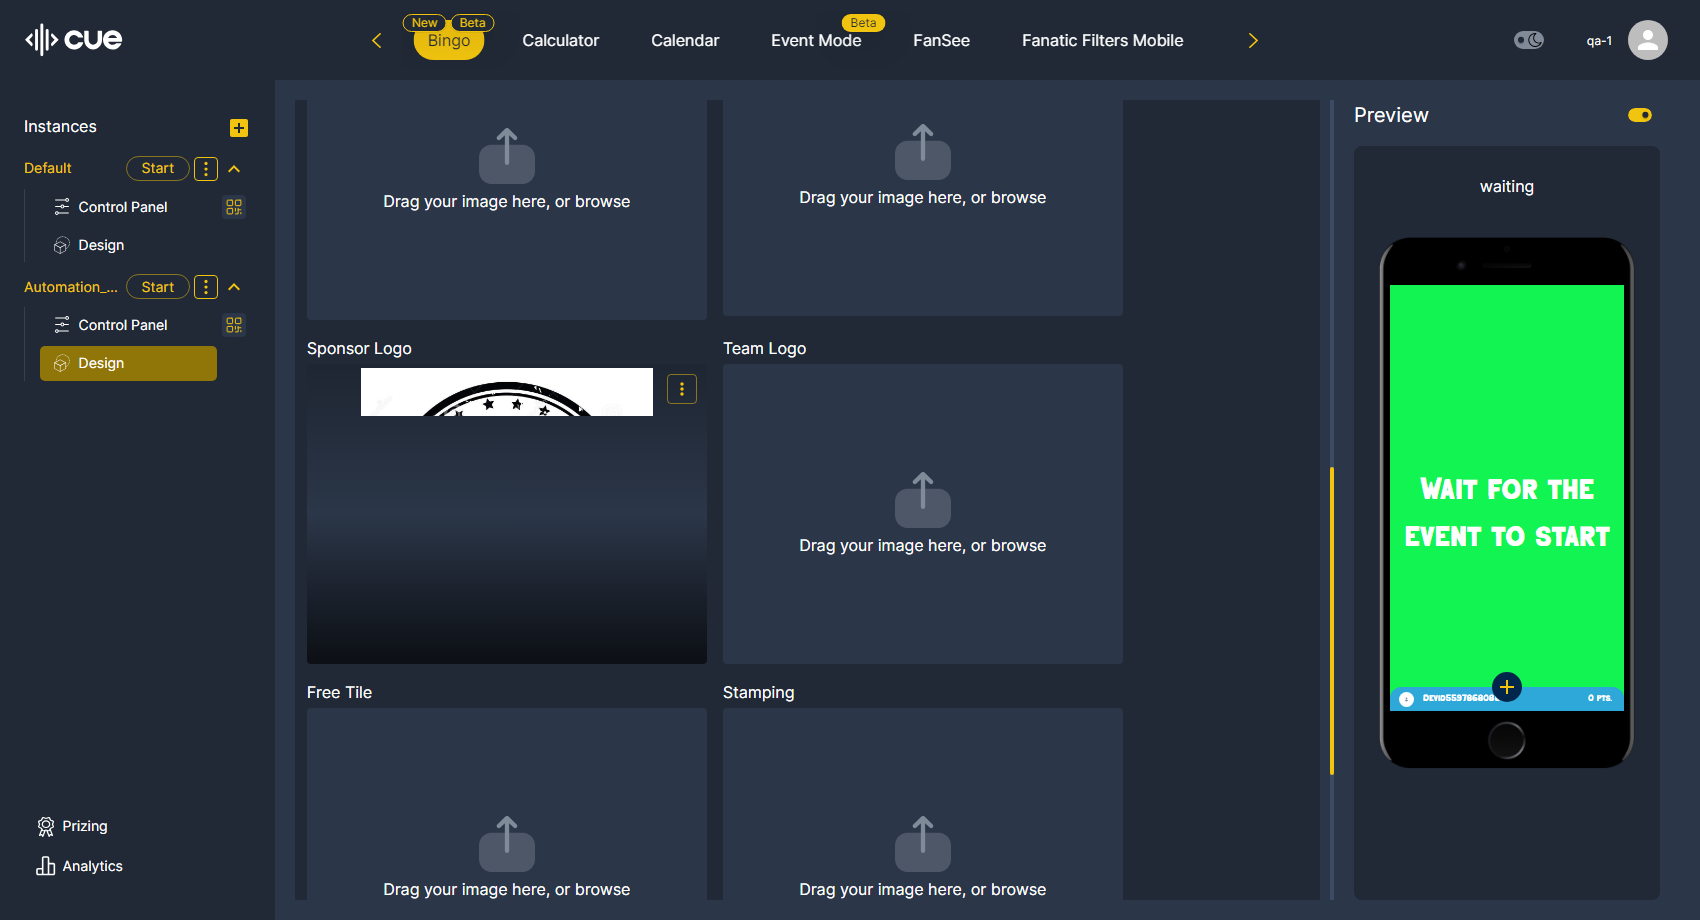 cue
New
Beta
Bingo
Calculator
Calendar
Event Mode
Beta
FanSee
Fanatic Filters Mobile
qa-1
Instances
Default
Start
Control Panel
Design
Automation_...
Start
Control Panel
Design
Prizing
Analytics
Drag your image here, or browse
Drag your image here, or browse
Sponsor Logo
Team Logo
Drag your image here, or browse
Free Tile
Stamping
Drag your image here, or browse
Drag your image here, or browse
Preview
waiting
Wait for the
event to start
0 pts.